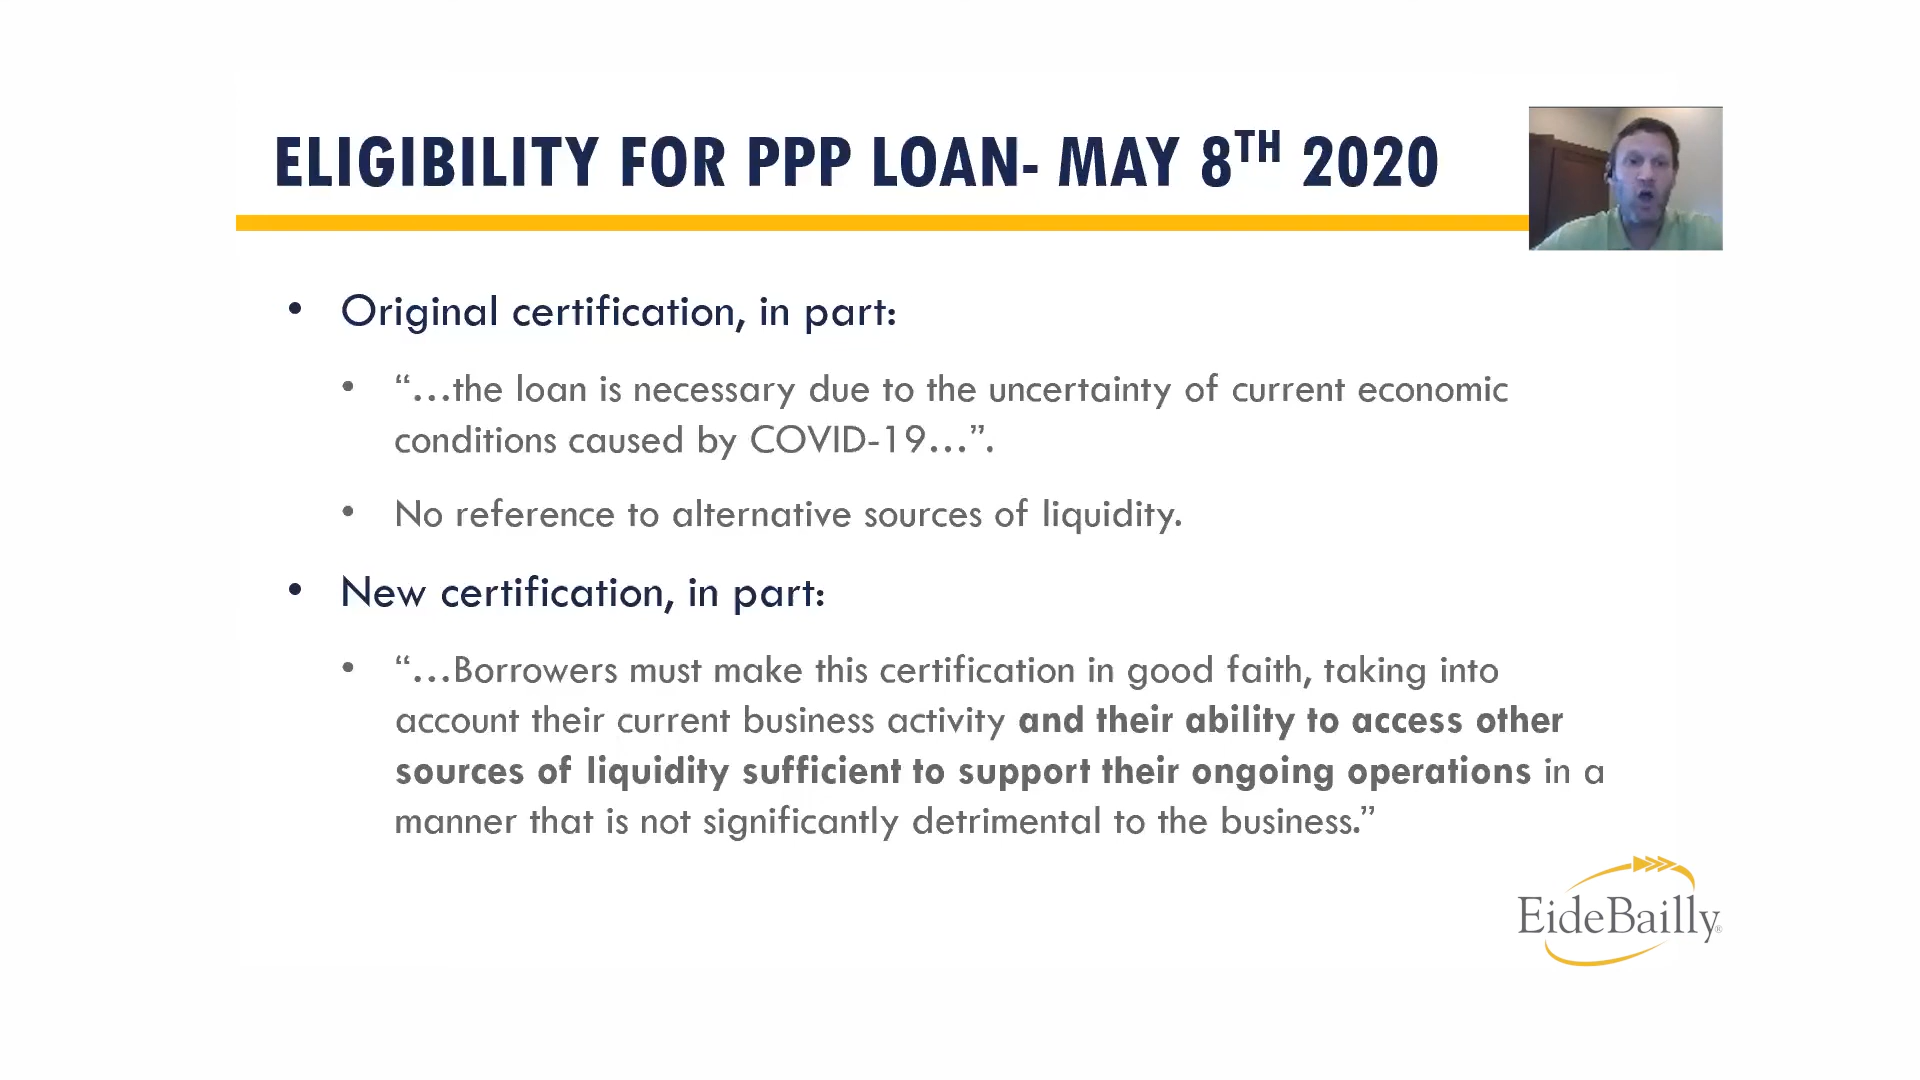 ELIGIBILITY FOR PPP LOAN- MAY 8TH 2020
• Original certification, in part:
• “…the loan is necessary due to the uncertainty of current economic
conditions caused by COVID-19…”.
• No reference to alternative sources of liquidity.
• New certification, in part:
• “…Borrowers must make this certification in good faith, taking into
account their current business activity and their ability to access other
sources of liquidity sufficient to support their ongoing operations in a
manner that is not significantly detrimental to the business.”
EideBailly®